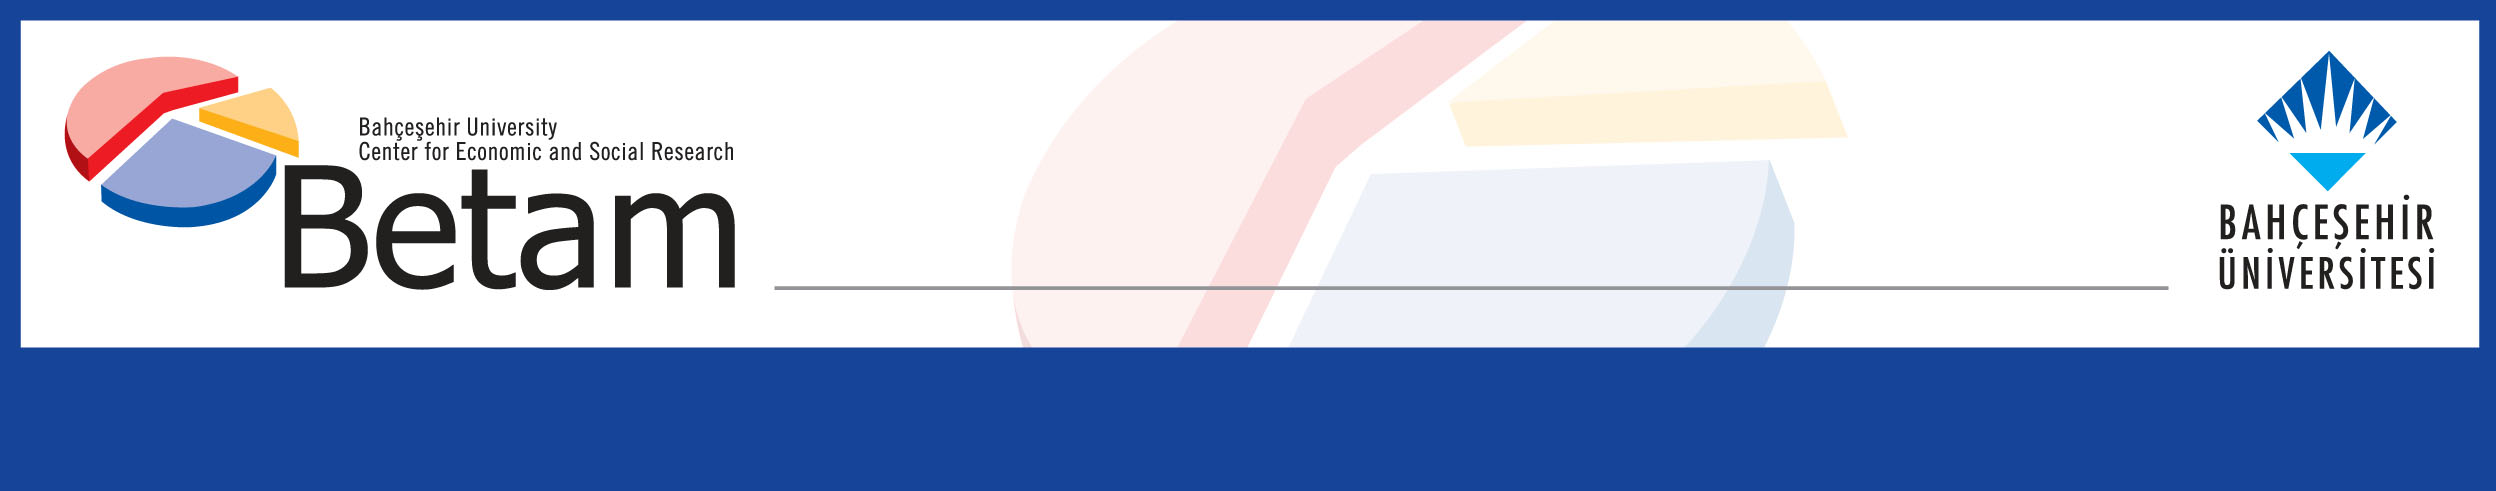 Bahçeşehir University
Center for Economic and Social Research
Betam
BAHÇEŞEHİR
ÜNİVERSİTESİ